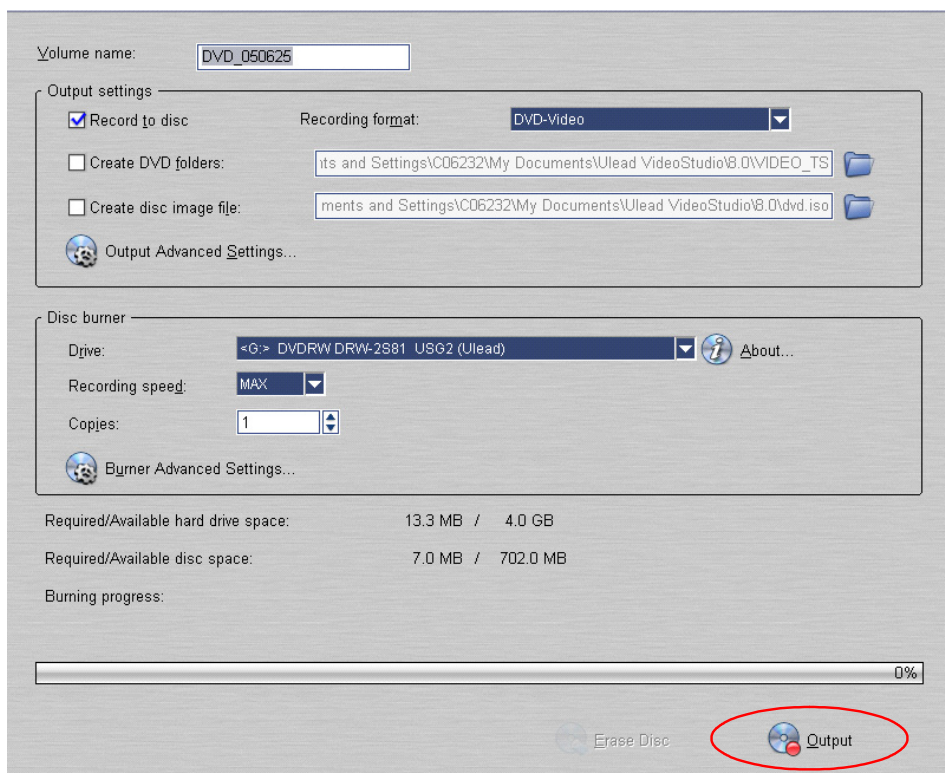 Volume name: DVD_050625
Output settings
Record to disc Recording format: DVD-Video
Create DVD folders: nts and Settings\C06232\My Documents\Ulead VideoStudio\8.0\VIDEO_TS
Create disc image file: ments and Settings\C06232\My Documents\Ulead VideoStudio\8.0\dvd.iso
Output Advanced Settings...
Disc burner
Drive: <G:> DVDRW DRW-2S81 USG2 (Ulead) About...
Recording speed: MAX
Copies: 1
Burner Advanced Settings...
Required/Available hard drive space: 13.3 MB / 4.0 GB
Required/Available disc space: 7.0 MB / 702.0 MB
Burning progress:
0%
Erase Disc Output